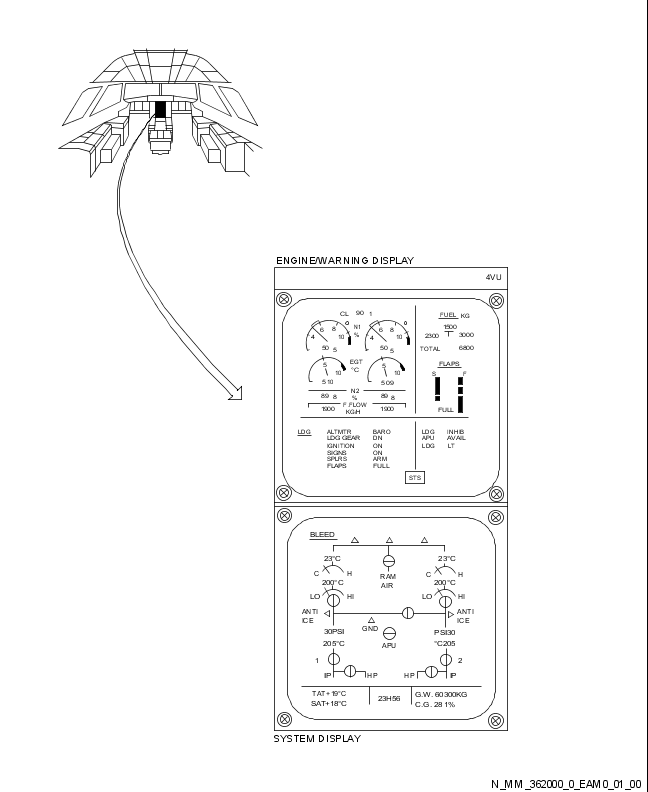 ENGINE/WARNING DISPLAY
4VU
CL 90 1
FUEL KG
1500
2300 3000
TOTAL 6800
4 6 8 10
N1
%
4 6 8 10
50 5
50 5
5 10
EGT
°C
5 10
510
509
FLAPS
S F
FULL
89 8
N2
%
89 8
1900
F.FLOW
KG/H
1900
LDG ALTMTR BARO
LDG GEAR DN
IGNITION ON
SIGNS ON
SPLRS ARM
FLAPS FULL
LDG INHIB
APU AVAIL
LDG LT
STS
BLEED
23°C 23°C
C H C H
RAM
AIR
200°C 200°C
LO HI LO HI
ANTI
ICE
ANTI
ICE
GND
30PSI PSI30
APU
205°C °C205
1 2
IP HP HP IP
TAT+19°C
SAT+18°C
23H56
G.W. 60300KG
C.G. 28 1%
SYSTEM DISPLAY
N_MM_362000_0_EAM0_01_00